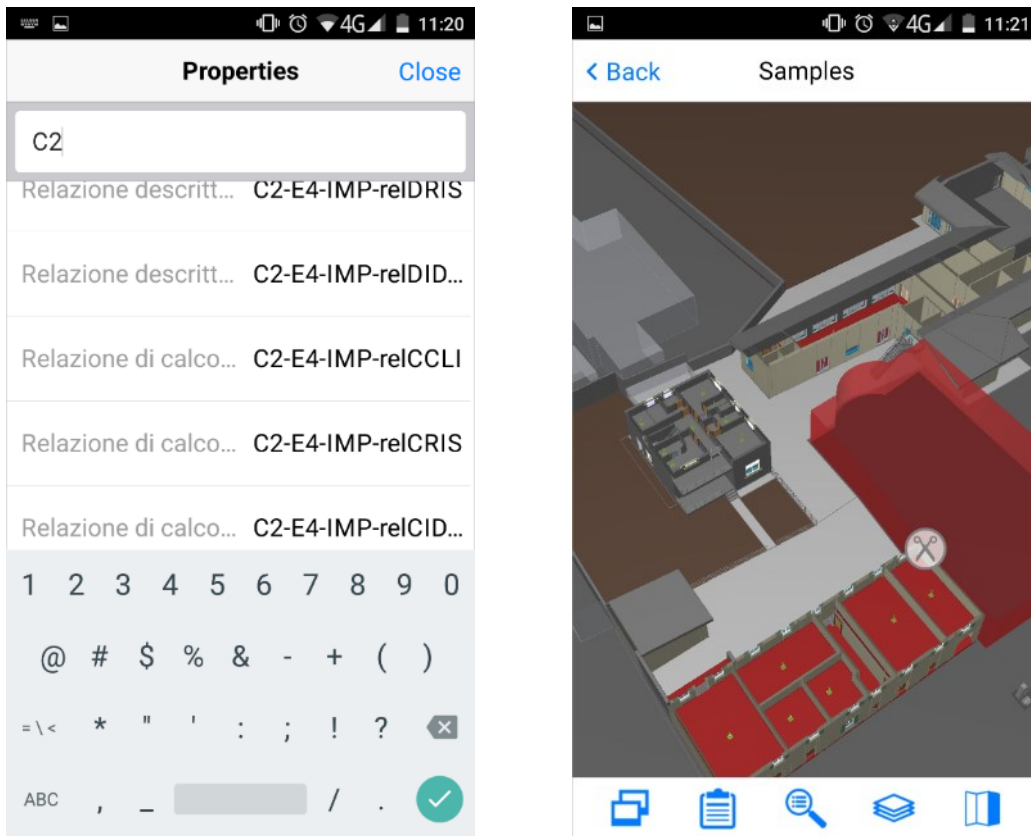 4G 11:20
Properties Close
C2
Relazione descritt... C2-E4-IMP-relDRIS
Relazione descritt... C2-E4-IMP-relDID...
Relazione di calco... C2-E4-IMP-relCCLI
Relazione di calco... C2-E4-IMP-relCRIS
Relazione di calco... C2-E4-IMP-relCID...
1 2 3 4 5 6 7 8 9 0
@ # $ % & - + ( )
= \ < * " ' : ; ! ?
ABC , _ / .
4G 11:21
< Back Samples